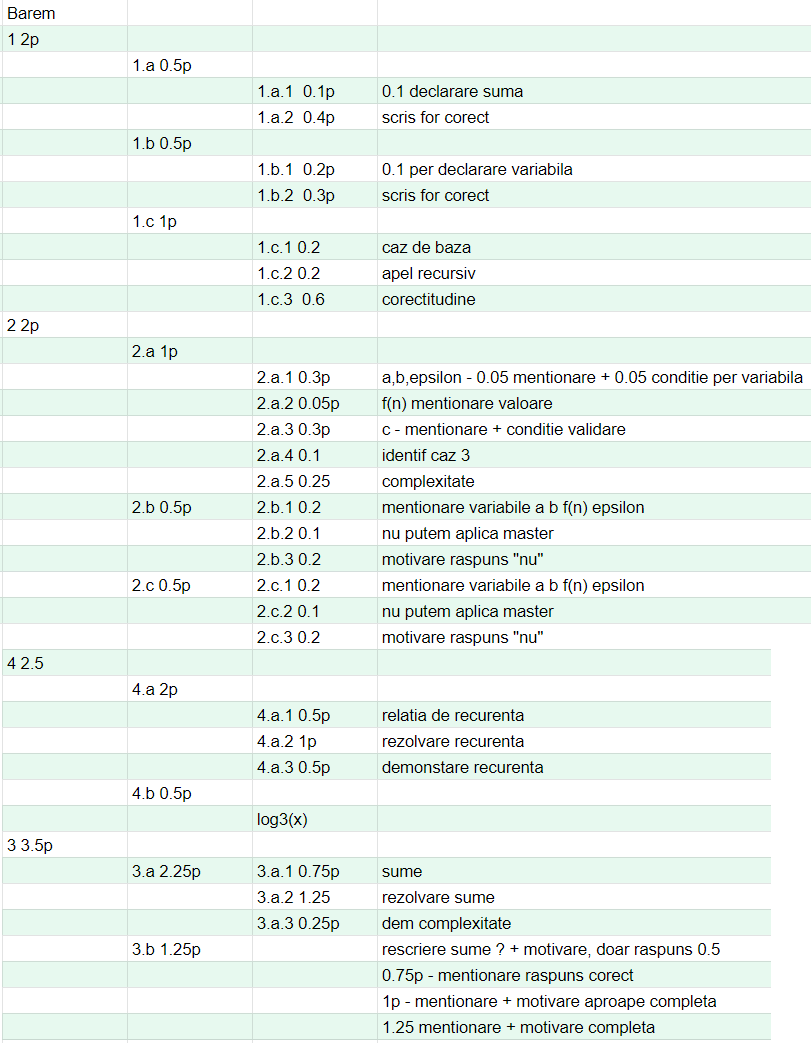 Barem
1 2p
1.a 0.5p
1.a.1  0.1p 0.1 declarare suma
1.a.2  0.4p scris for corect
1.b 0.5p
1.b.1  0.2p 0.1 per declarare variabila
1.b.2  0.3p scris for corect
1.c 1p
1.c.1 0.2 caz de baza
1.c.2 0.2 apel recursiv
1.c.3  0.6 corectitudine
2 2p
2.a 1p
2.a.1 0.3p a,b,epsilon - 0.05 mentionare + 0.05 conditie per variabila
2.a.2 0.05p f(n) mentionare valoare
2.a.3 0.3p c - mentionare + conditie validare
2.a.4 0.1 identif caz 3
2.a.5 0.25 complexitate
2.b 0.5p 2.b.1 0.2 mentionare variabile a b f(n) epsilon
2.b.2 0.1 nu putem aplica master
2.b.3 0.2 motivare raspuns "nu"
2.c 0.5p 2.c.1 0.2 mentionare variabile a b f(n) epsilon
2.c.2 0.1 nu putem aplica master
2.c.3 0.2 motivare raspuns "nu"
4 2.5
4.a 2p
4.a.1 0.5p relatia de recurenta
4.a.2 1p rezolvare recurenta
4.a.3 0.5p demonstare recurenta
4.b 0.5p
log3(x)
3 3.5p
3.a 2.25p 3.a.1 0.75p sume
3.a.2 1.25 rezolvare sume
3.a.3 0.25p dem complexitate
3.b 1.25p rescriere sume ? + motivare, doar raspuns 0.5
0.75p - mentionare raspuns corect
1p - mentionare + motivare aproape completa
1.25 mentionare + motivare completa